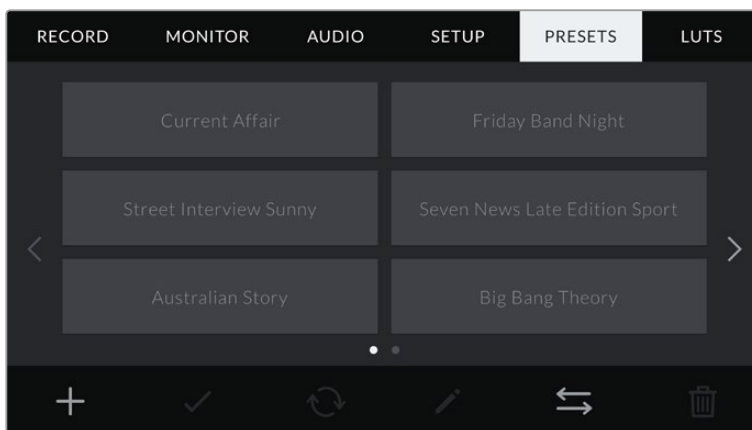 RECORD MONITOR AUDIO SETUP PRESETS LUTS
Current Affair Friday Band Night
Street Interview Sunny Seven News Late Edition Sport
Australian Story Big Bang Theory